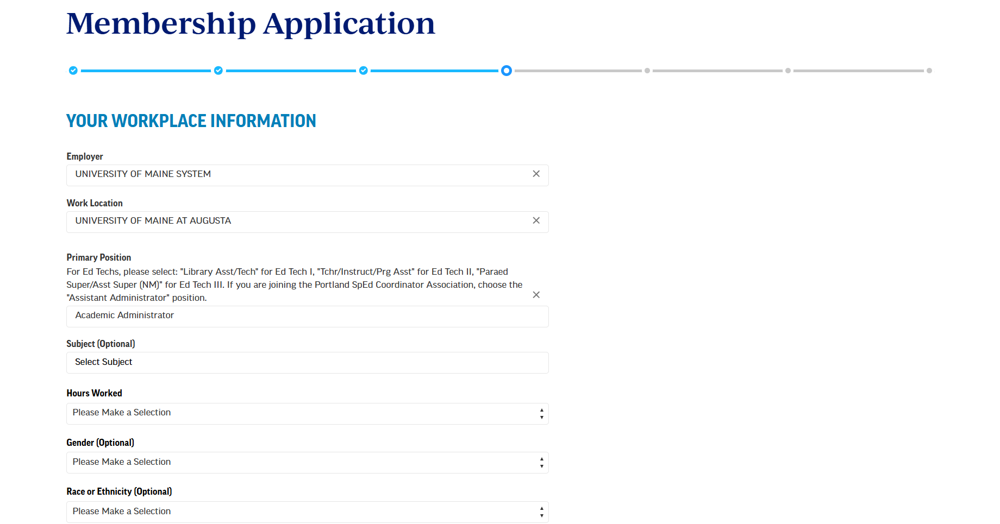 Membership Application
YOUR WORKPLACE INFORMATION
Employer
UNIVERSITY OF MAINE SYSTEM
Work Location
UNIVERSITY OF MAINE AT AUGUSTA
Primary Position
For Ed Techs, please select: "Library Asst/Tech" for Ed Tech I, "Tchr/Instruct/Prg Asst" for Ed Tech II, "Paraed
Super/Asst Super (NM)" for Ed Tech III. If you are joining the Portland SpEd Coordinator Association, choose the
"Assistant Administrator" position.
Academic Administrator
Subject (Optional)
Select Subject
Hours Worked
Please Make a Selection
Gender (Optional)
Please Make a Selection
Race or Ethnicity (Optional)
Please Make a Selection